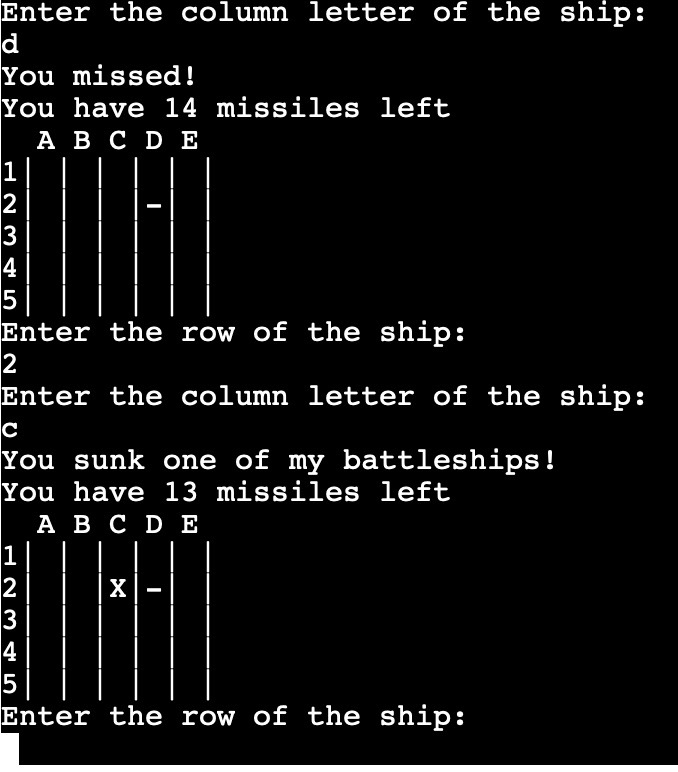 Enter the column letter of the ship:
d
You missed!
You have 14 missiles left
  A B C D E
1| | | | | |
2| | | |-| |
3| | | | | |
4| | | | | |
5| | | | | |
Enter the row of the ship:
2
Enter the column letter of the ship:
c
You sunk one of my battleships!
You have 13 missiles left
  A B C D E
1| | | | | |
2| | |X|-| |
3| | | | | |
4| | | | | |
5| | | | | |
Enter the row of the ship: